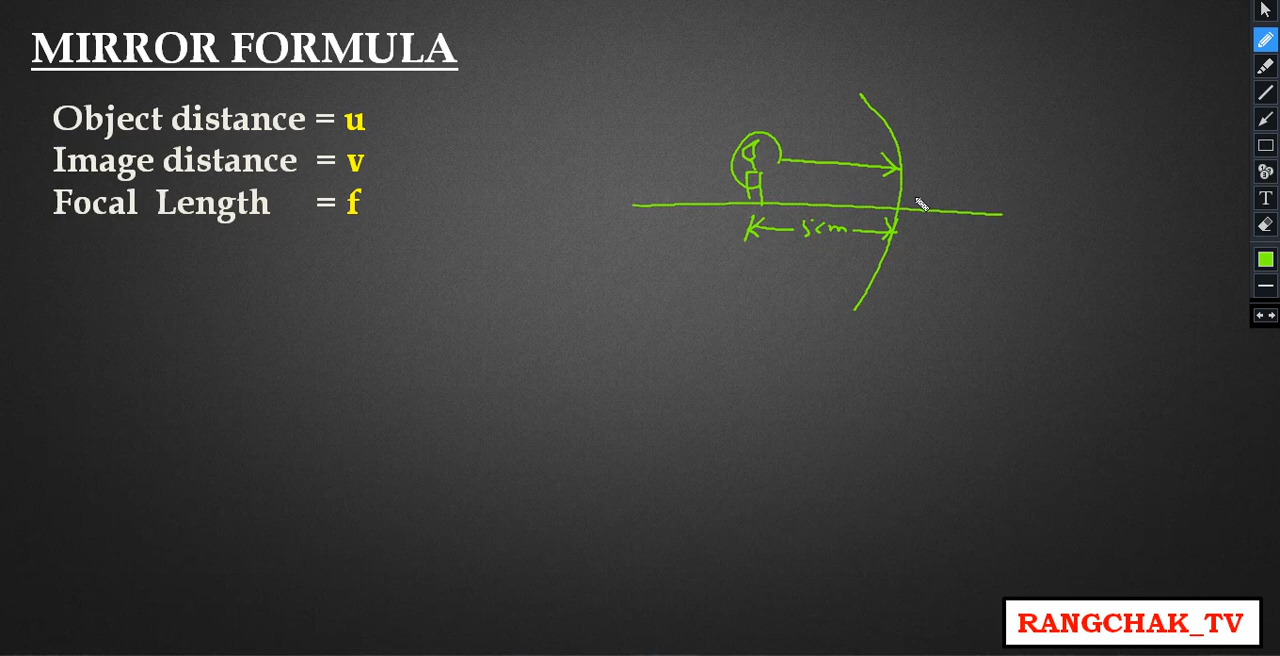 MIRROR FORMULA
Object distance = u
Image distance = v
Focal Length = f
5cm
T
RANGCHAK_TV